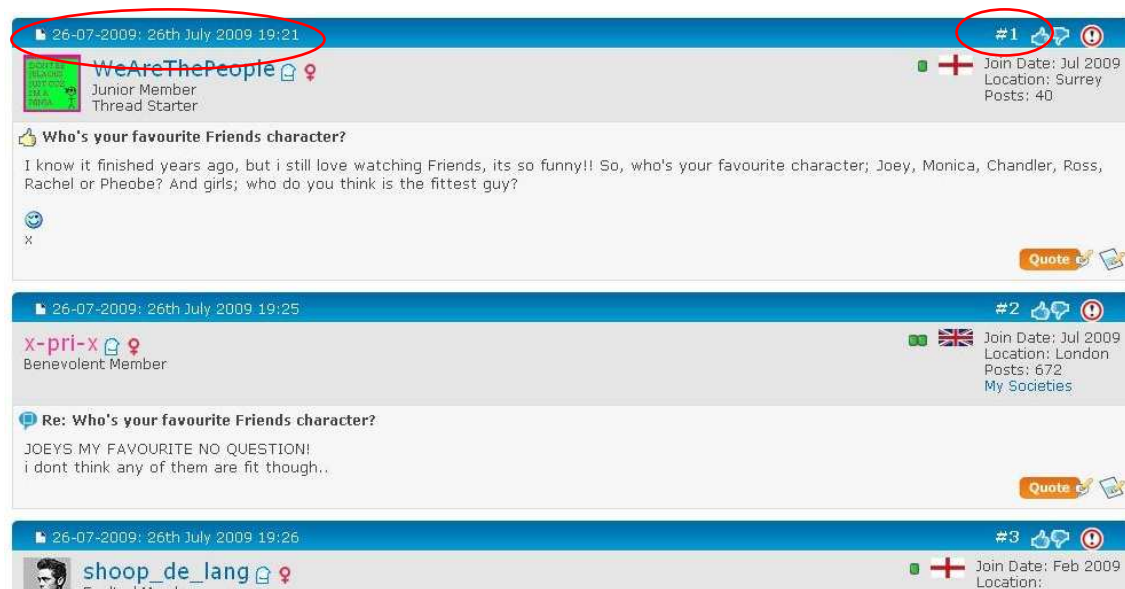 26-07-2009: 26th July 2009 19:21 #1
WeAreThePeople
Junior Member
Thread Starter
Join Date: Jul 2009
Location: Surrey
Posts: 40
Who's your favourite Friends character?
I know it finished years ago, but i still love watching Friends, its so funny!! So, who's your favourite character; Joey, Monica, Chandler, Ross,
Rachel or Pheobe? And girls; who do you think is the fittest guy?
x
Quote
26-07-2009: 26th July 2009 19:25 #2
x-pri-x
Benevolent Member
Join Date: Jul 2009
Location: London
Posts: 672
My Societies
Re: Who's your favourite Friends character?
JOEYS MY FAVOURITE NO QUESTION!
i dont think any of them are fit though..
Quote
26-07-2009: 26th July 2009 19:26 #3
shoop_de_lang
Join Date: Feb 2009
Location: